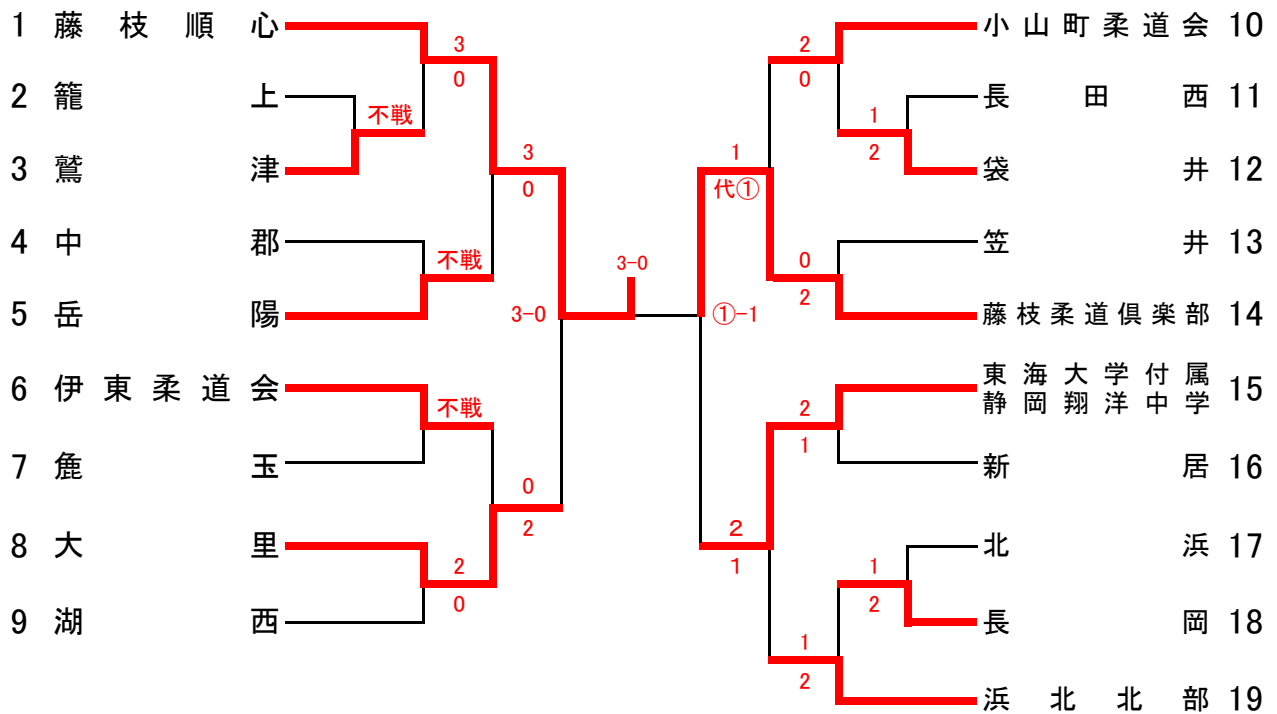 1 藤枝順心
3
0
2 籠上
不戦
3 鷲津
3
0
4 中郡
不戦
5 岳陽
3-0
3-0
6 伊東柔道会
不戦
7 麁玉
0
2
8 大里
2
0
9 湖西
小山町柔道会 10
2
0
長田西 11
1
2
袋井 12
1
代①
笠井 13
0
2
藤枝柔道倶楽部 14
①-1
東海大学付属
静岡翔洋中学 15
2
1
新居 16
2
1
北浜 17
1
2
長岡 18
1
2
浜北北部 19